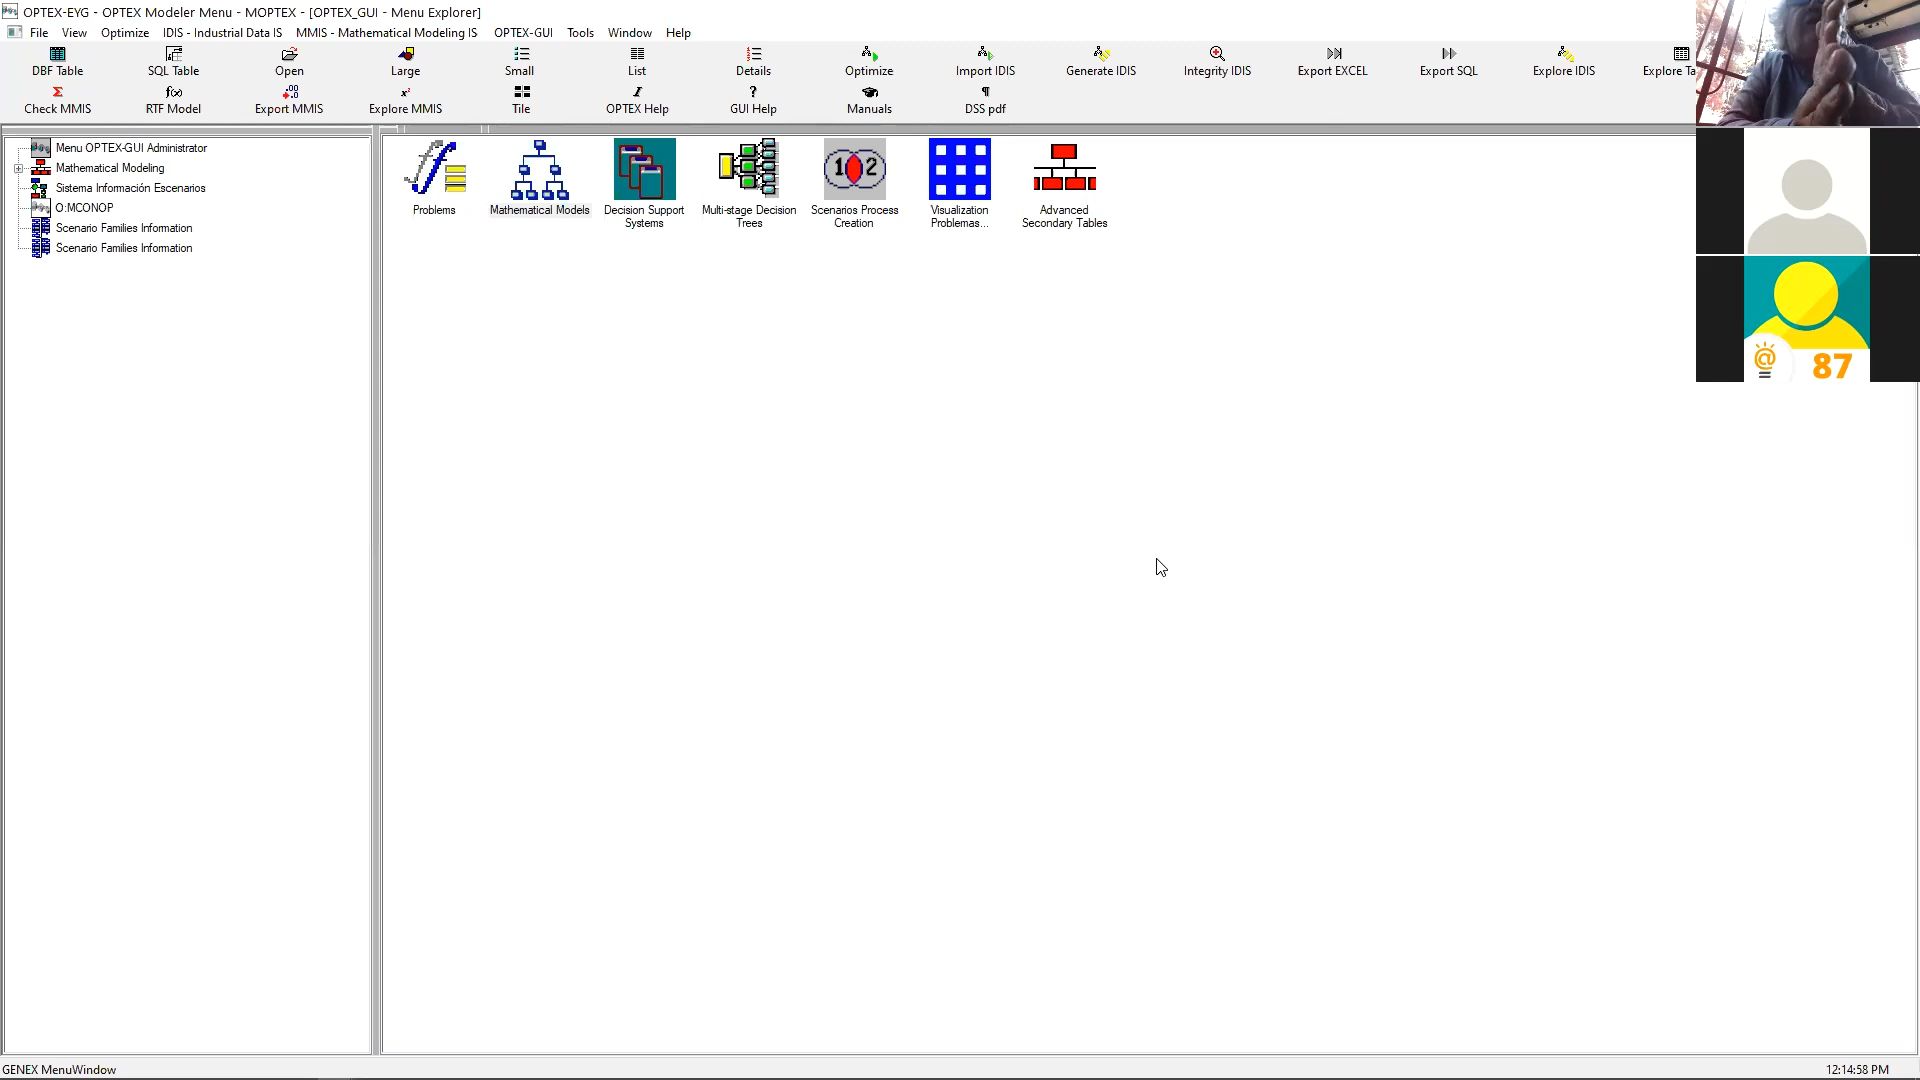 OPTEX-EYG - OPTEX Modeler Menu - MOPTEX - [OPTEX_GUI - Menu Explorer]
File View Optimize IDIS - Industrial Data IS MMIS - Mathematical Modeling IS OPTEX-GUI Tools Window Help
DBF Table SQL Table Open Large Small List Details Optimize Import IDIS Generate IDIS Integrity IDIS Export EXCEL Export SQL Explore IDIS Explore Ta
Check MMIS RTF Model Export MMIS Explore MMIS Tile OPTEX Help GUI Help Manuals DSS pdf
Menu OPTEX-GUI Administrator
Mathematical Modeling
Sistema Información Escenarios
O:MCONOP
Scenario Families Information
Scenario Families Information
Problems
Mathematical Models
Decision Support
Systems
Multi-stage Decision
Trees
Scenarios Process
Creation
Visualization
Problemas...
Advanced
Secondary Tables
87
GENEX MenuWindow
12:14:58 PM